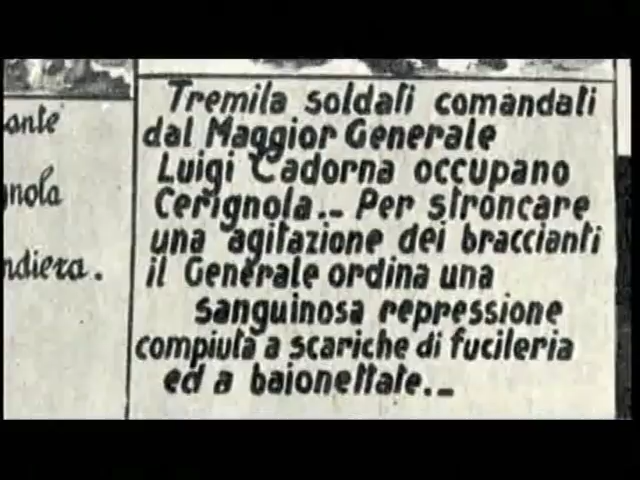 Tremila soldati comandati
dal Maggior Generale
Luigi Cadorna occupano
Cerignola... Per stroncare
una agitazione dei braccianti
il Generale ordina una
sanguinosa repressione
compiuta a scariche di fucileria
ed a baionettate...
ante
gnola
ndiera.